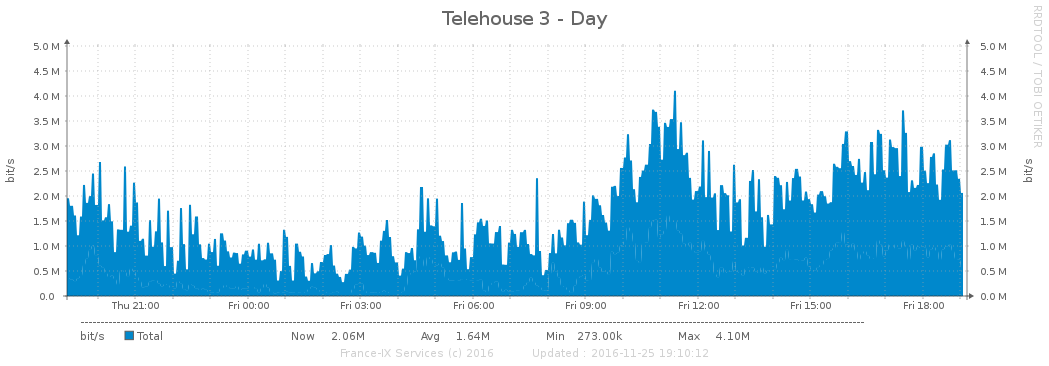 Telehouse 3 - Day
RRDTOOL / TOBI OETIKER
bit/s
5.0 M
4.5 M
4.0 M
3.5 M
3.0 M
2.5 M
2.0 M
1.5 M
1.0 M
0.5 M
0.0
5.0 M
4.5 M
4.0 M
3.5 M
3.0 M
2.5 M
2.0 M
1.5 M
1.0 M
0.5 M
0.0 M
bit/s
Thu 21:00 Fri 00:00 Fri 03:00 Fri 06:00 Fri 09:00 Fri 12:00 Fri 15:00 Fri 18:00
bit/s Total Now 2.06M Avg 1.64M Min 273.00k Max 4.10M
France-IX Services (c) 2016 Updated : 2016-11-25 19:10:12